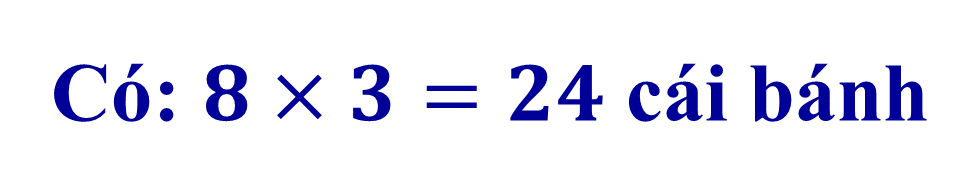 Có: 8 × 3 = 24 cái bánh